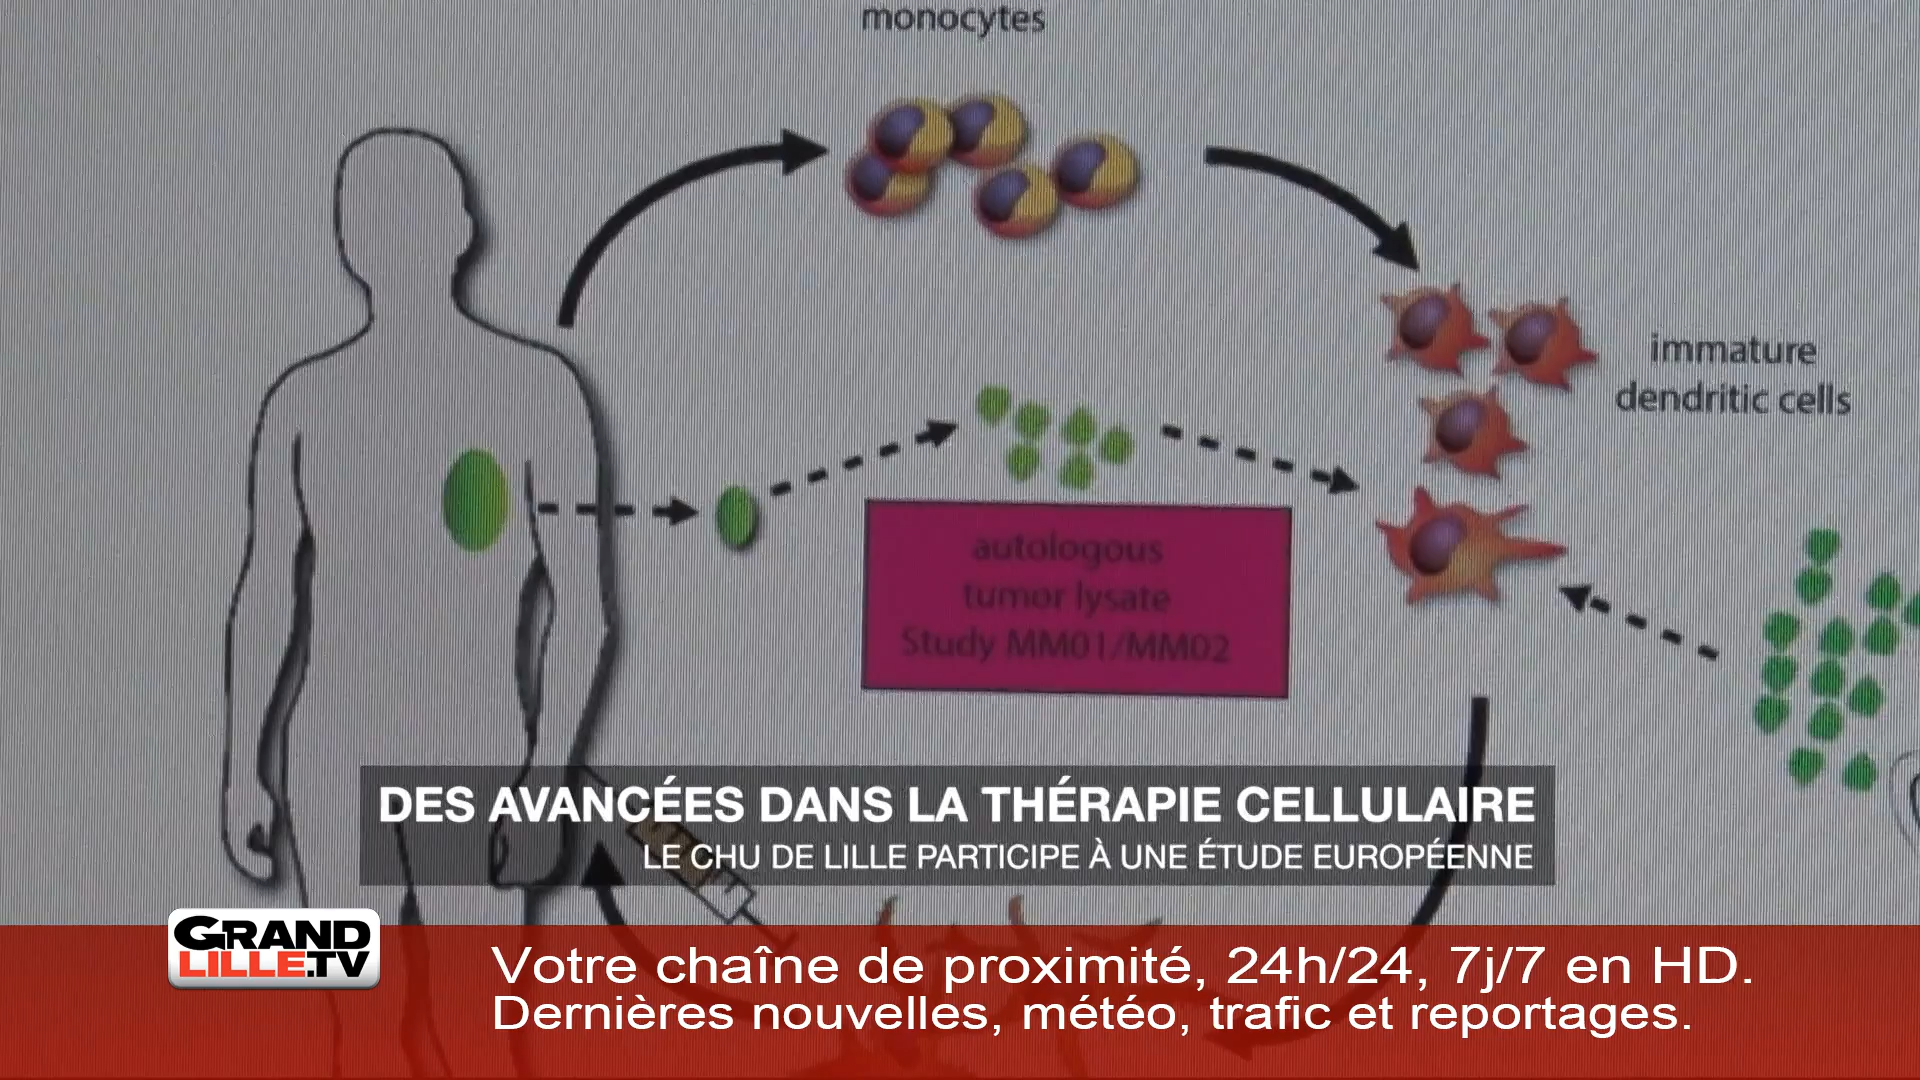 monocytes
immature
dendritic cells
autologous
tumor lysate
Study MM01/MM02
DES AVANCÉES DANS LA THÉRAPIE CELLULAIRE
LE CHU DE LILLE PARTICIPE À UNE ÉTUDE EUROPÉENNE
GRAND
LILLE.TV
Votre chaîne de proximité, 24h/24, 7j/7 en HD.
Dernières nouvelles, météo, trafic et reportages.